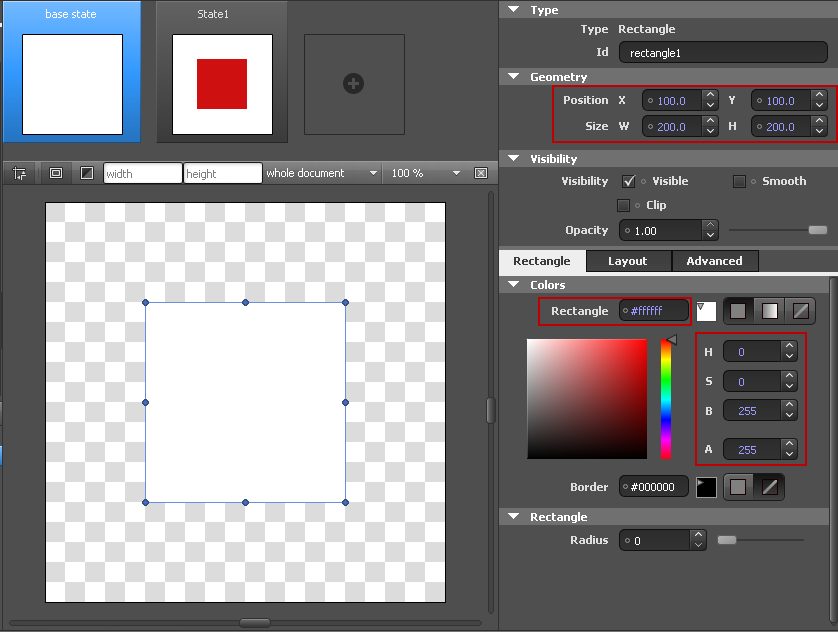 base state
State1
width height whole document 100 %
Type
Type Rectangle
Id rectangle1
Geometry
Position X 100.0 Y 100.0
Size W 200.0 H 200.0
Visibility
Visibility Visible Smooth
Clip
Opacity 1.00
Rectangle Layout Advanced
Colors
Rectangle #ffffff
H 0
S 0
B 255
A 255
Border #000000
Rectangle
Radius 0